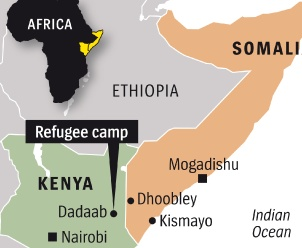 AFRICA
SOMALI
ETHIOPIA
Refugee camp
Mogadishu
KENYA
Dhoobley
Dadaab
Kismayo
Indian
Ocean
Nairobi